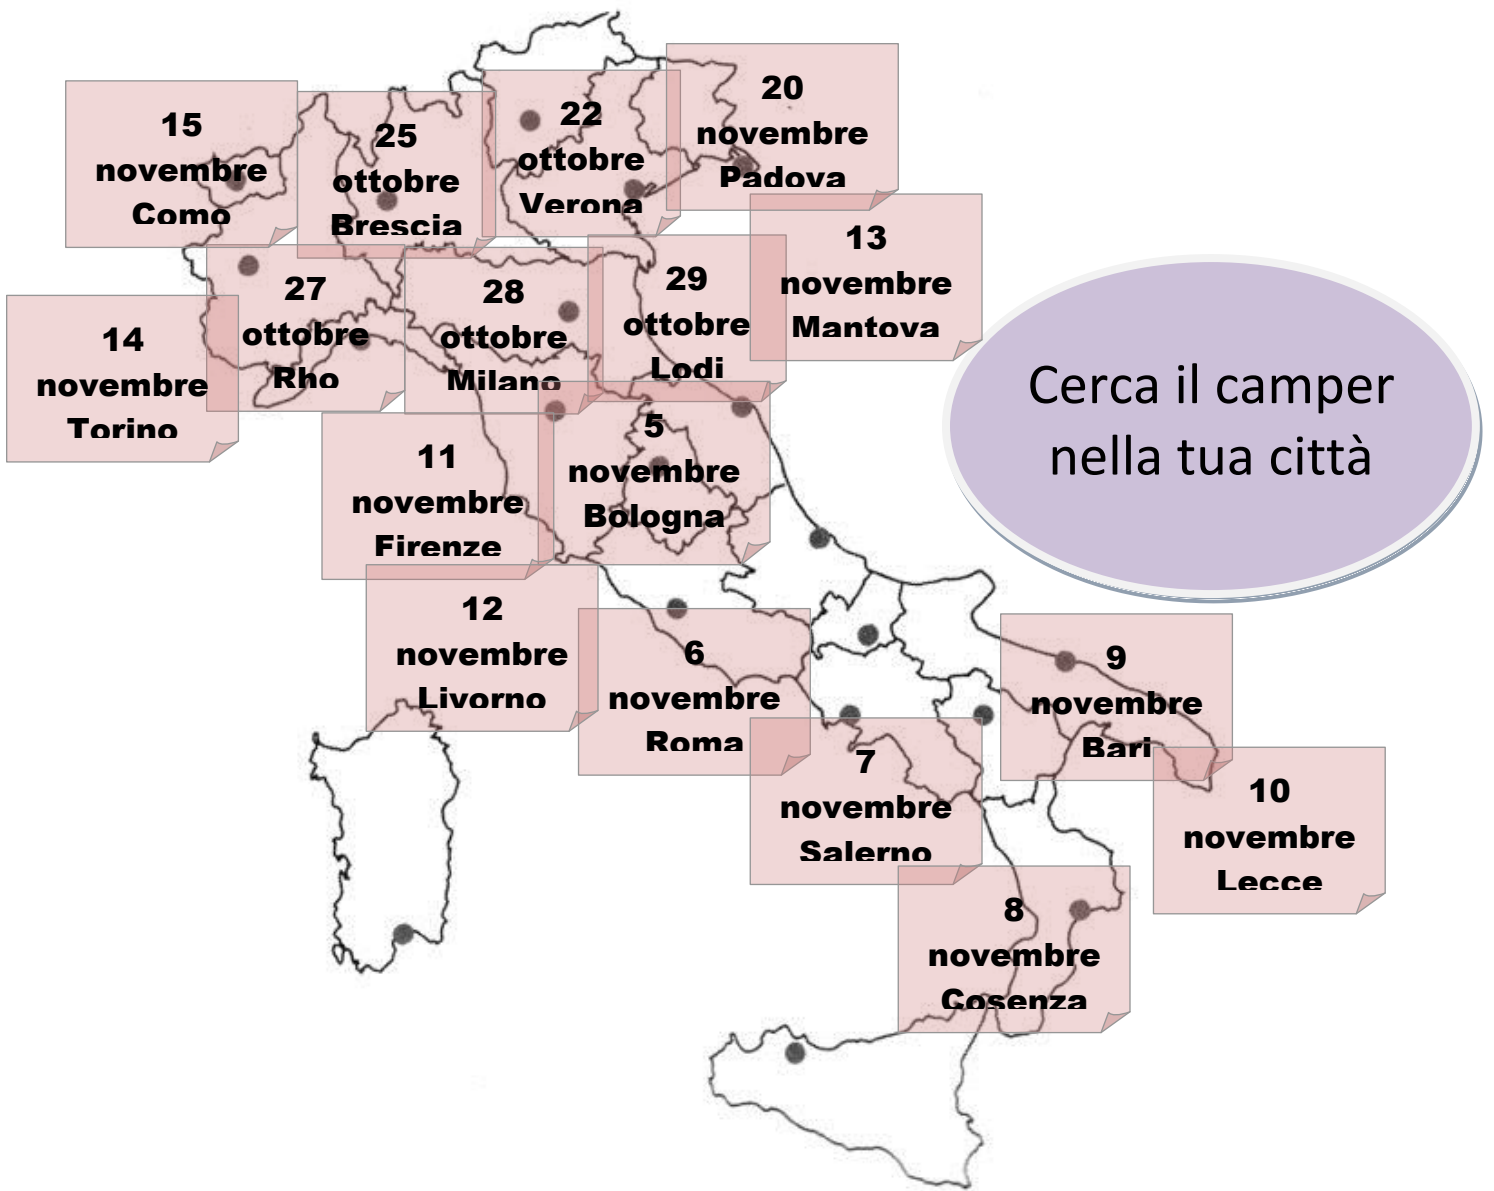 15
novembre
Como
25
ottobre
Brescia
22
ottobre
Verona
20
novembre
Padova
14
novembre
Torino
27
ottobre
Rho
28
ottobre
Milano
29
ottobre
Lodi
13
novembre
Mantova
Cerca il camper
nella tua città
11
novembre
Firenze
5
novembre
Bologna
12
novembre
Livorno
6
novembre
Roma
7
novembre
Salerno
9
novembre
Bari
10
novembre
Lecce
8
novembre
Cosenza